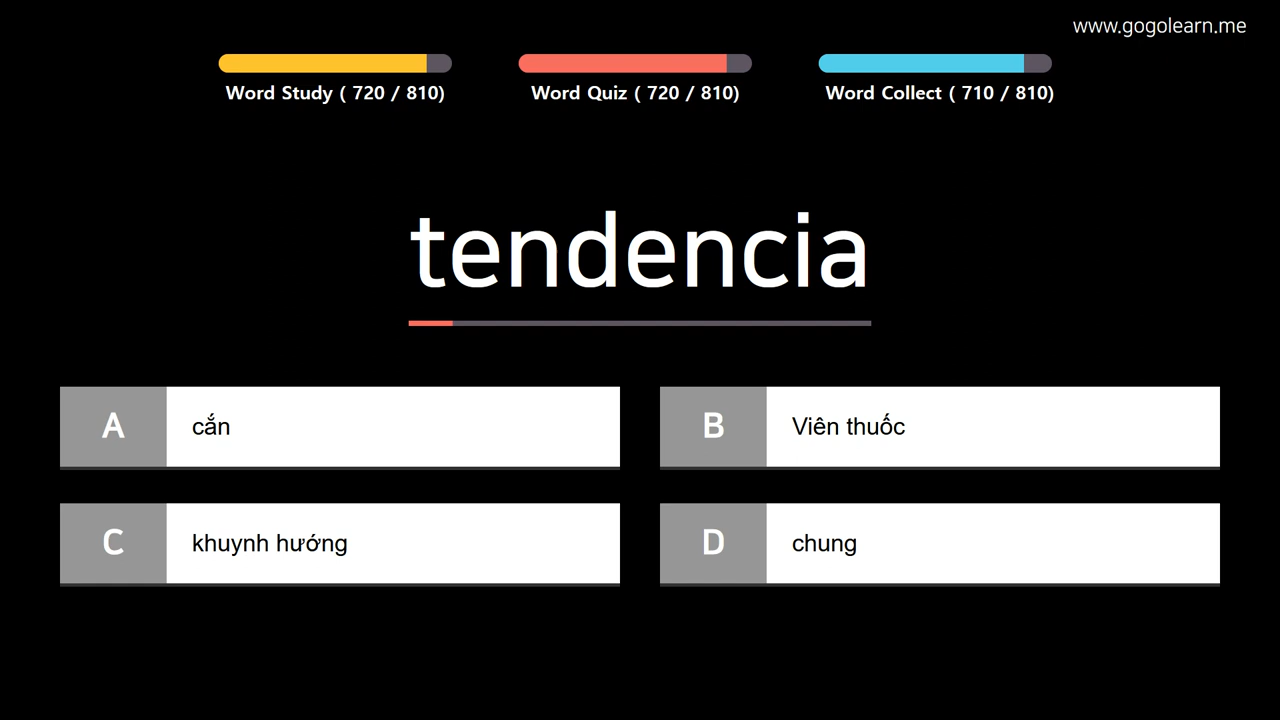 www.gogolearn.me
Word Study ( 720 / 810)
Word Quiz ( 720 / 810)
Word Collect ( 710 / 810)
tendencia
A cắn
B Viên thuốc
C khuynh hướng
D chung